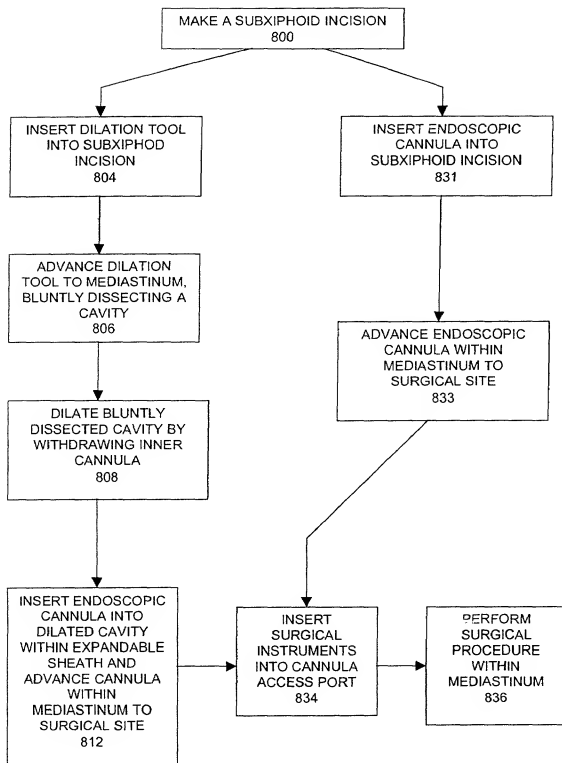 MAKE A SUBXIPHOID INCISION
800
INSERT DILATION TOOL
INTO SUBXIPHOD
INCISION
804
INSERT ENDOSCOPIC
CANNULA INTO
SUBXIPHOID INCISION
831
ADVANCE DILATION
TOOL TO MEDIASTINUM,
BLUNTLY DISSECTING A
CAVITY
806
ADVANCE ENDOSCOPIC
CANNULA WITHIN
MEDIASTINUM TO
SURGICAL SITE
833
DILATE BLUNTLY
DISSECTED CAVITY BY
WITHDRAWING INNER
CANNULA
808
INSERT ENDOSCOPIC
CANNULA INTO
DILATED CAVITY
WITHIN EXPANDABLE
SHEATH AND
ADVANCE CANNULA
WITHIN
MEDIASTINUM TO
SURGICAL SITE
812
INSERT
SURGICAL
INSTRUMENTS
INTO CANNULA
ACCESS PORT
834
PERFORM
SURGICAL
PROCEDURE
WITHIN
MEDIASTINUM
836